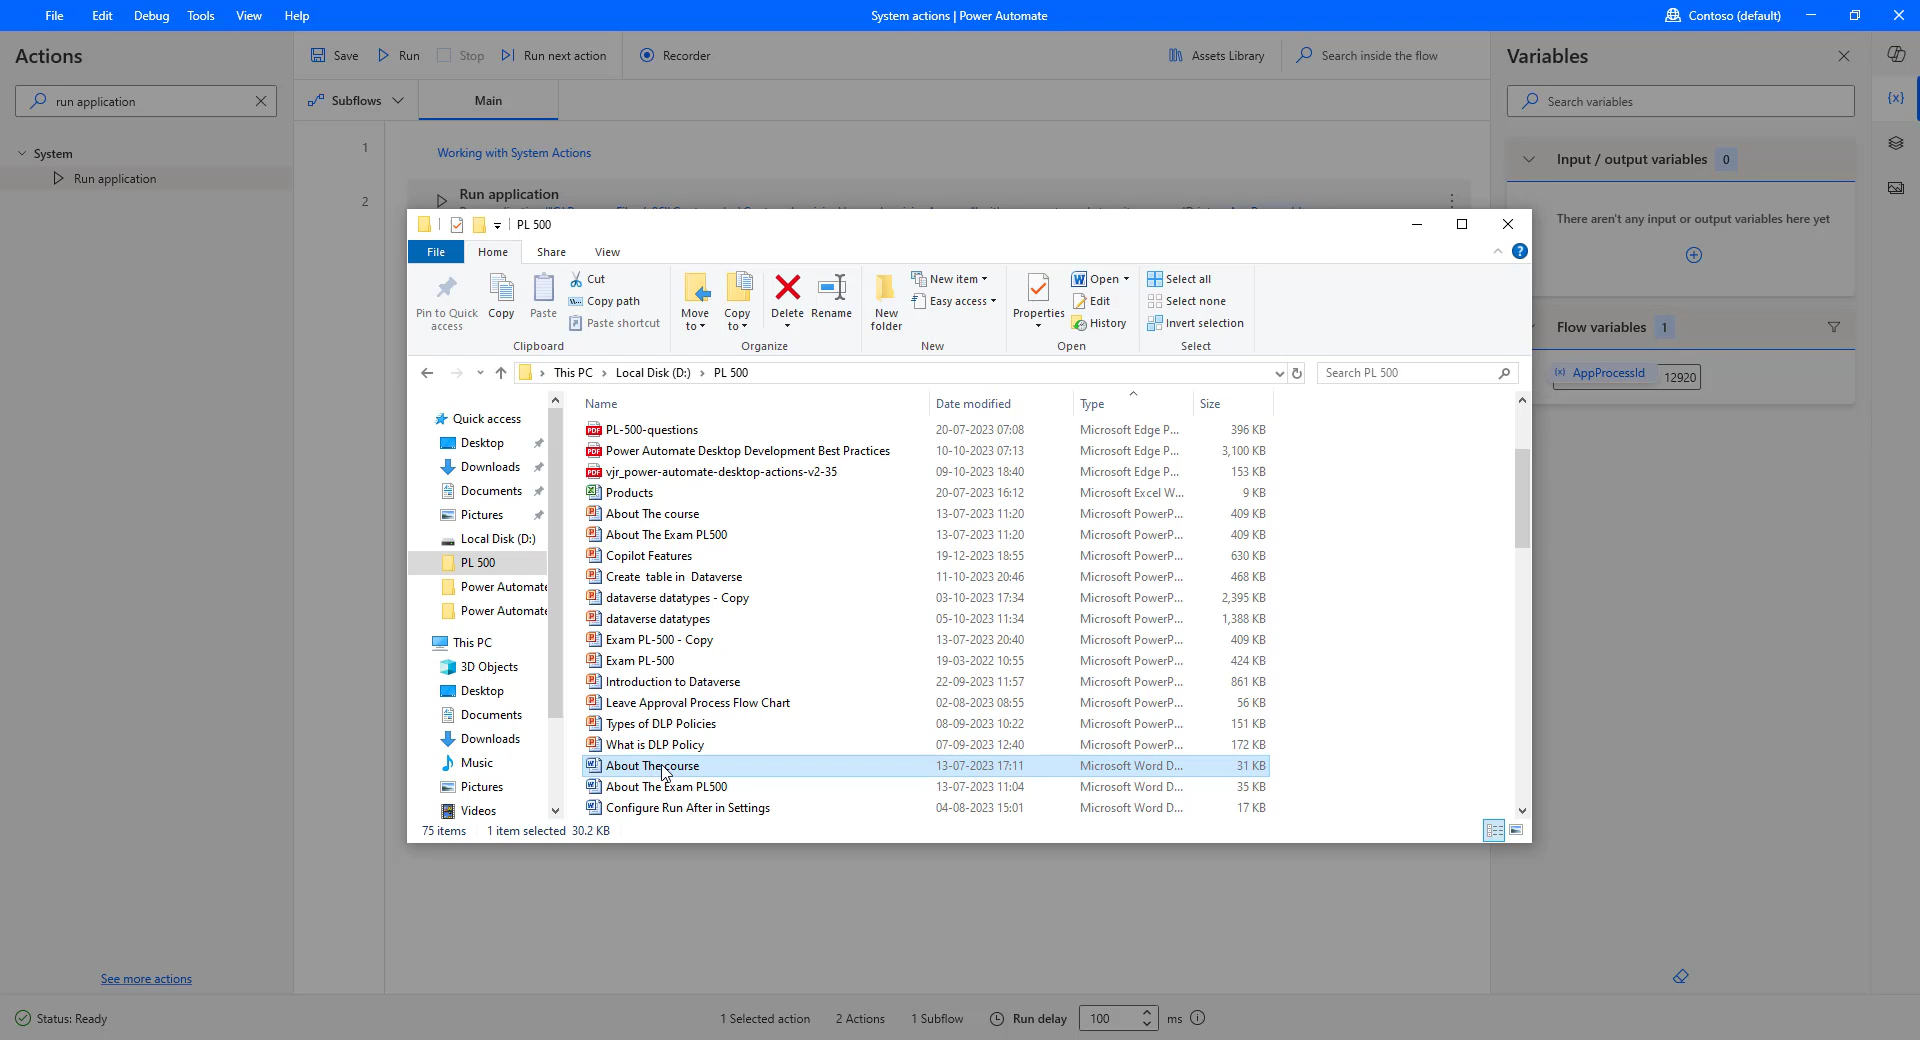 File Edit Debug Tools View Help
System actions | Power Automate
Contoso (default)
Actions
run application
System
Run application
See more actions
Save Run Stop Run next action Recorder
Assets Library
Search inside the flow
Subflows
Main
1
Working with System Actions
2
Run application
Variables
Search variables
Input / output variables 0
There aren't any input or output variables here yet
Flow variables 1
(x) AppProcessId 12920
PL 500
File Home Share View
Pin to Quick access
Copy
Paste
Cut
Copy path
Paste shortcut
Clipboard
Move to
Copy to
Delete
Rename
Organize
New folder
New item
Easy access
New
Properties
Open
Edit
History
Open
Select all
Select none
Invert selection
Select
This PC › Local Disk (D:) › PL 500
Search PL 500
Quick access
Desktop
Downloads
Documents
Pictures
Local Disk (D:)
PL 500
Power Automate
Power Automate
This PC
3D Objects
Desktop
Documents
Downloads
Music
Pictures
Videos
Name Date modified Type Size
PL-500-questions 20-07-2023 07:08 Microsoft Edge P... 396 KB
Power Automate Desktop Development Best Practices 10-10-2023 07:13 Microsoft Edge P... 3,100 KB
vjr_power-automate-desktop-actions-v2-35 09-10-2023 18:40 Microsoft Edge P... 153 KB
Products 20-07-2023 16:12 Microsoft Excel W... 9 KB
About The course 13-07-2023 11:20 Microsoft PowerP... 409 KB
About The Exam PL500 13-07-2023 11:20 Microsoft PowerP... 409 KB
Copilot Features 19-12-2023 18:55 Microsoft PowerP... 630 KB
Create table in Dataverse 11-10-2023 20:46 Microsoft PowerP... 468 KB
dataverse datatypes - Copy 03-10-2023 17:34 Microsoft PowerP... 2,395 KB
dataverse datatypes 05-10-2023 11:34 Microsoft PowerP... 1,388 KB
Exam PL-500 - Copy 13-07-2023 20:40 Microsoft PowerP... 409 KB
Exam PL-500 19-03-2022 10:55 Microsoft PowerP... 424 KB
Introduction to Dataverse 22-09-2023 11:57 Microsoft PowerP... 861 KB
Leave Approval Process Flow Chart 02-08-2023 08:55 Microsoft PowerP... 56 KB
Types of DLP Policies 08-09-2023 10:22 Microsoft PowerP... 151 KB
What is DLP Policy 07-09-2023 12:40 Microsoft PowerP... 172 KB
About The course 13-07-2023 17:11 Microsoft Word D... 31 KB
About The Exam PL500 13-07-2023 11:04 Microsoft Word D... 35 KB
Configure Run After in Settings 04-08-2023 15:01 Microsoft Word D... 17 KB
75 items 1 item selected 30.2 KB
Status: Ready
1 Selected action 2 Actions 1 Subflow Run delay 100 ms